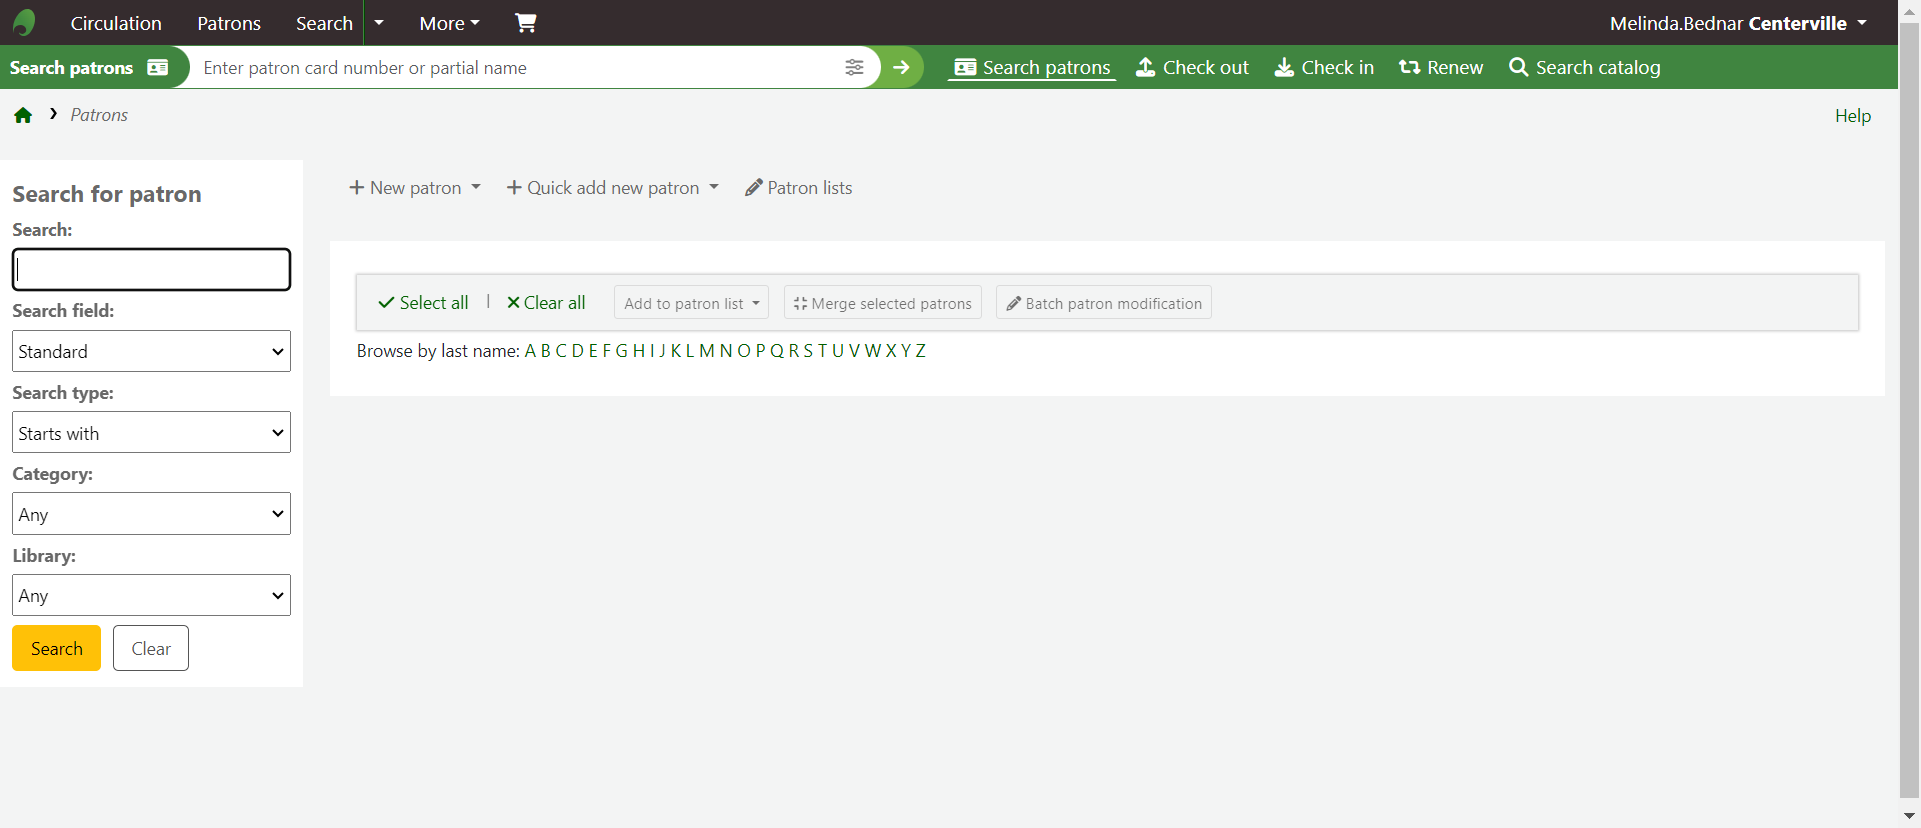 Circulation Patrons Search More Melinda.Bednar Centerville
Search patrons Enter patron card number or partial name Search patrons Check out Check in Renew Search catalog
Patrons Help
Search for patron
New patron Quick add new patron Patron lists
Search:
Search field:
Standard
Search type:
Starts with
Category:
Any
Library:
Any
Search Clear
Select all | Clear all Add to patron list Merge selected patrons Batch patron modification
Browse by last name: A B C D E F G H I J K L M N O P Q R S T U V W X Y Z